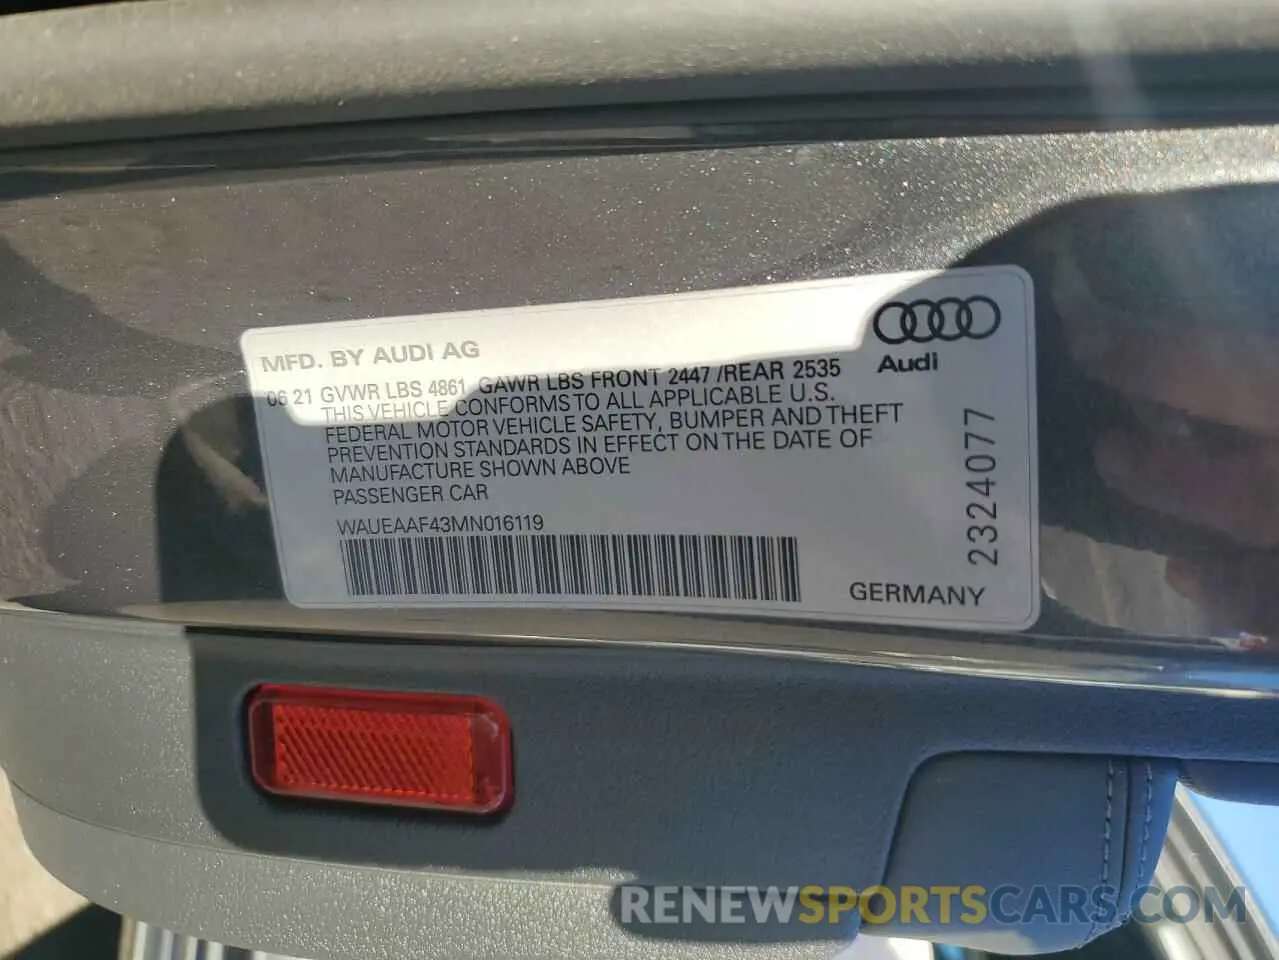 MFD. BY AUDI AG
06 21 GVWR LBS 4861 GAWR LBS FRONT 2447 /REAR 2535
THIS VEHICLE CONFORMS TO ALL APPLICABLE U.S.
FEDERAL MOTOR VEHICLE SAFETY, BUMPER AND THEFT
PREVENTION STANDARDS IN EFFECT ON THE DATE OF
MANUFACTURE SHOWN ABOVE
PASSENGER CAR
WAUEAAF43MN016119
Audi
2324077
GERMANY
RENEWSPORTSCARS.COM